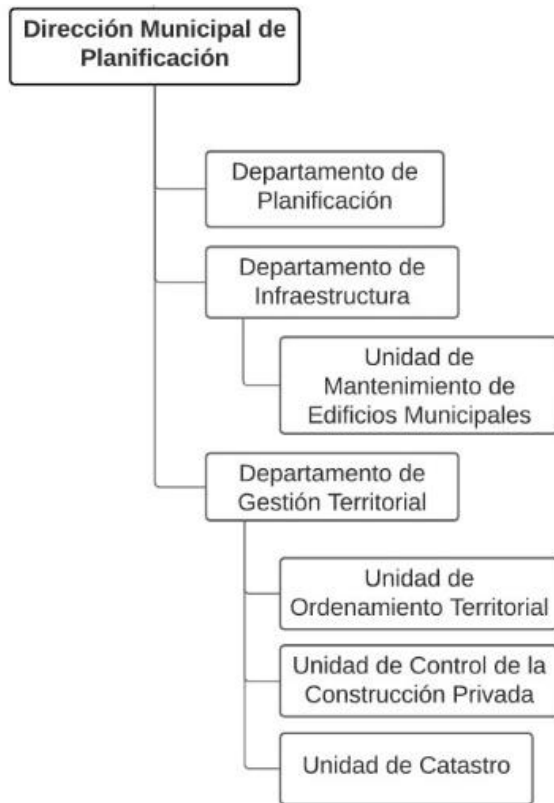 Dirección Municipal de
Planificación
Departamento de
Planificación
Departamento de
Infraestructura
Unidad de
Mantenimiento de
Edificios Municipales
Departamento de
Gestión Territorial
Unidad de
Ordenamiento Territorial
Unidad de Control de la
Construcción Privada
Unidad de Catastro